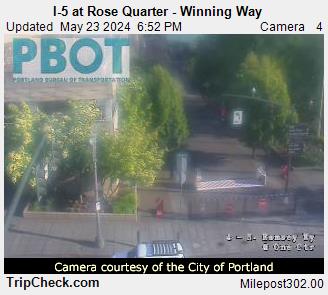 I-5 at Rose Quarter - Winning Way
Updated May 23 2024 6:52 PM Camera 4
PBOT
PORTLAND BUREAU OF TRANSPORTATION
Camera courtesy of the City of Portland
TripCheck.com Milepost302.00